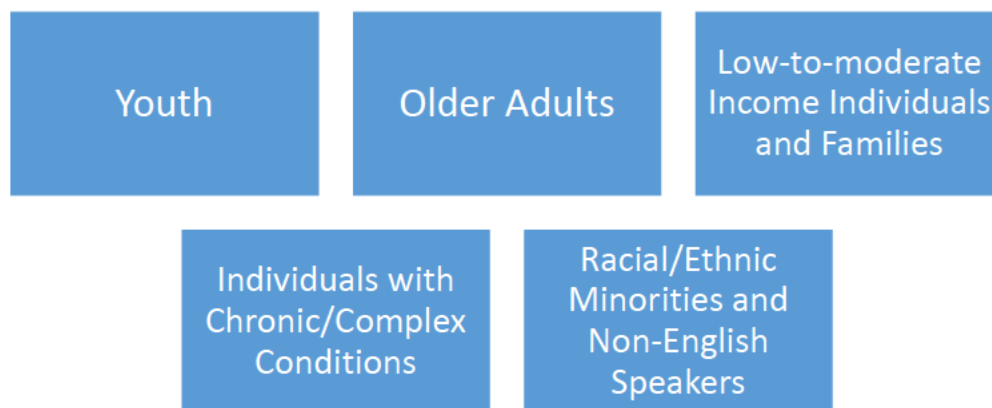 Youth
Older Adults
Low-to-moderate
Income Individuals
and Families
Individuals with
Chronic/Complex
Conditions
Racial/Ethnic
Minorities and
Non-English
Speakers